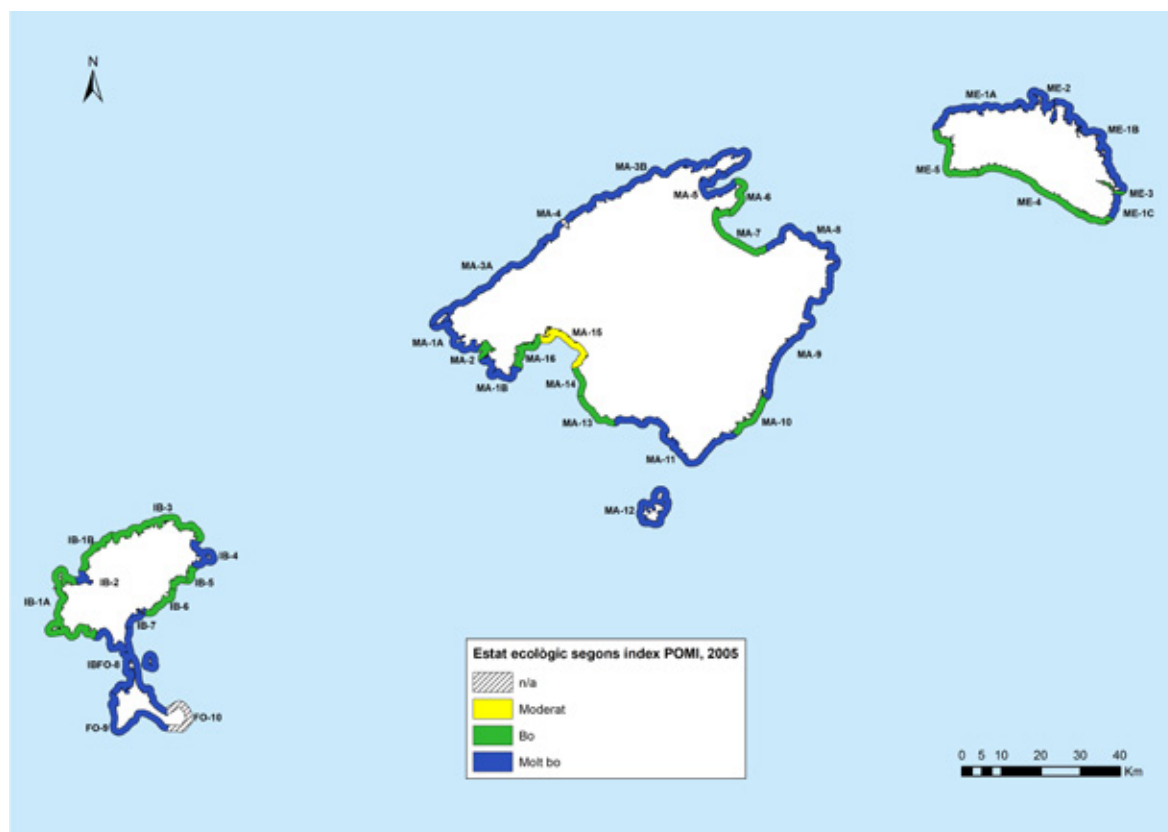 N
ME-1A
ME-2
ME-1B
ME-3
ME-1C
ME-4
ME-5
MA-3B
MA-5
MA-6
MA-4
MA-7
MA-8
MA-3A
MA-15
MA-1A
MA-2
MA-16
MA-9
MA-1B
MA-14
MA-13
MA-10
MA-11
MA-12
IB-3
IB-1B
IB-4
IB-2
IB-5
IB-1A
IB-6
IB-7
IBFO-8
FO-9
FO-10
Estat ecològic segons índex POMI, 2005
n/a
Moderat
Bo
Molt bo
0 5 10 20 30 40
Km